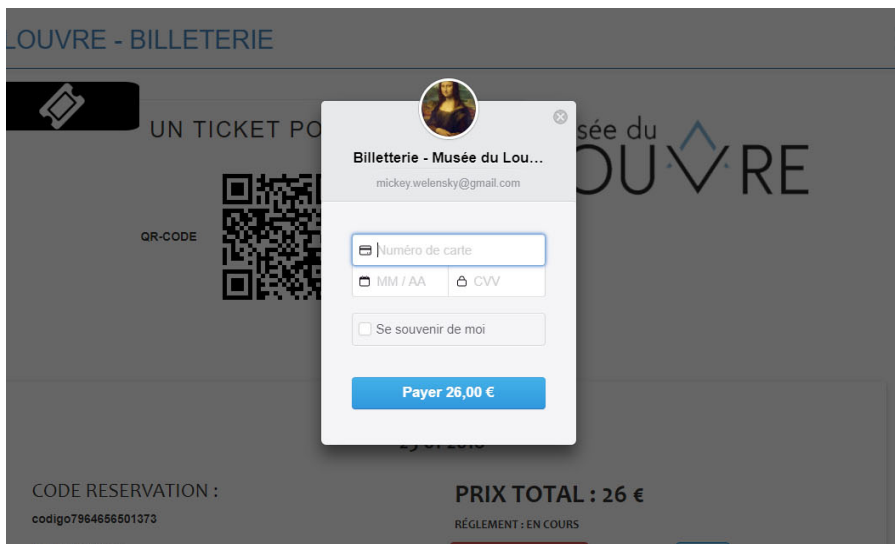 LOUVRE - BILLETERIE
UN TICKET PO
sée du
OUVRE
QR-CODE
Billetterie - Musée du Lou...
mickey.welensky@gmail.com
Numéro de carte
MM / AA
CVV
Se souvenir de moi
Payer 26,00 €
CODE RESERVATION :
codigo7964656501373
PRIX TOTAL : 26 €
RÉGLEMENT : EN COURS